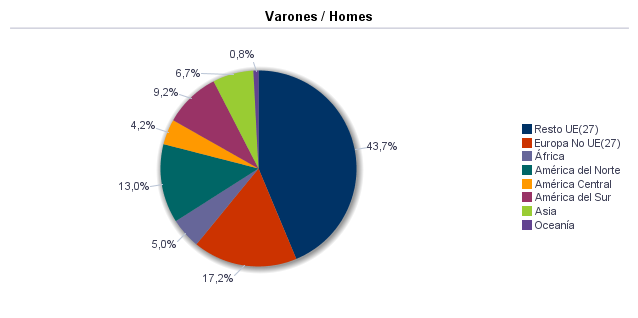 Varones / Homes
0,8%
6,7%
9,2%
4,2%
13,0%
5,0%
17,2%
43,7%
Resto UE(27)
Europa No UE(27)
África
América del Norte
América Central
América del Sur
Asia
Oceanía